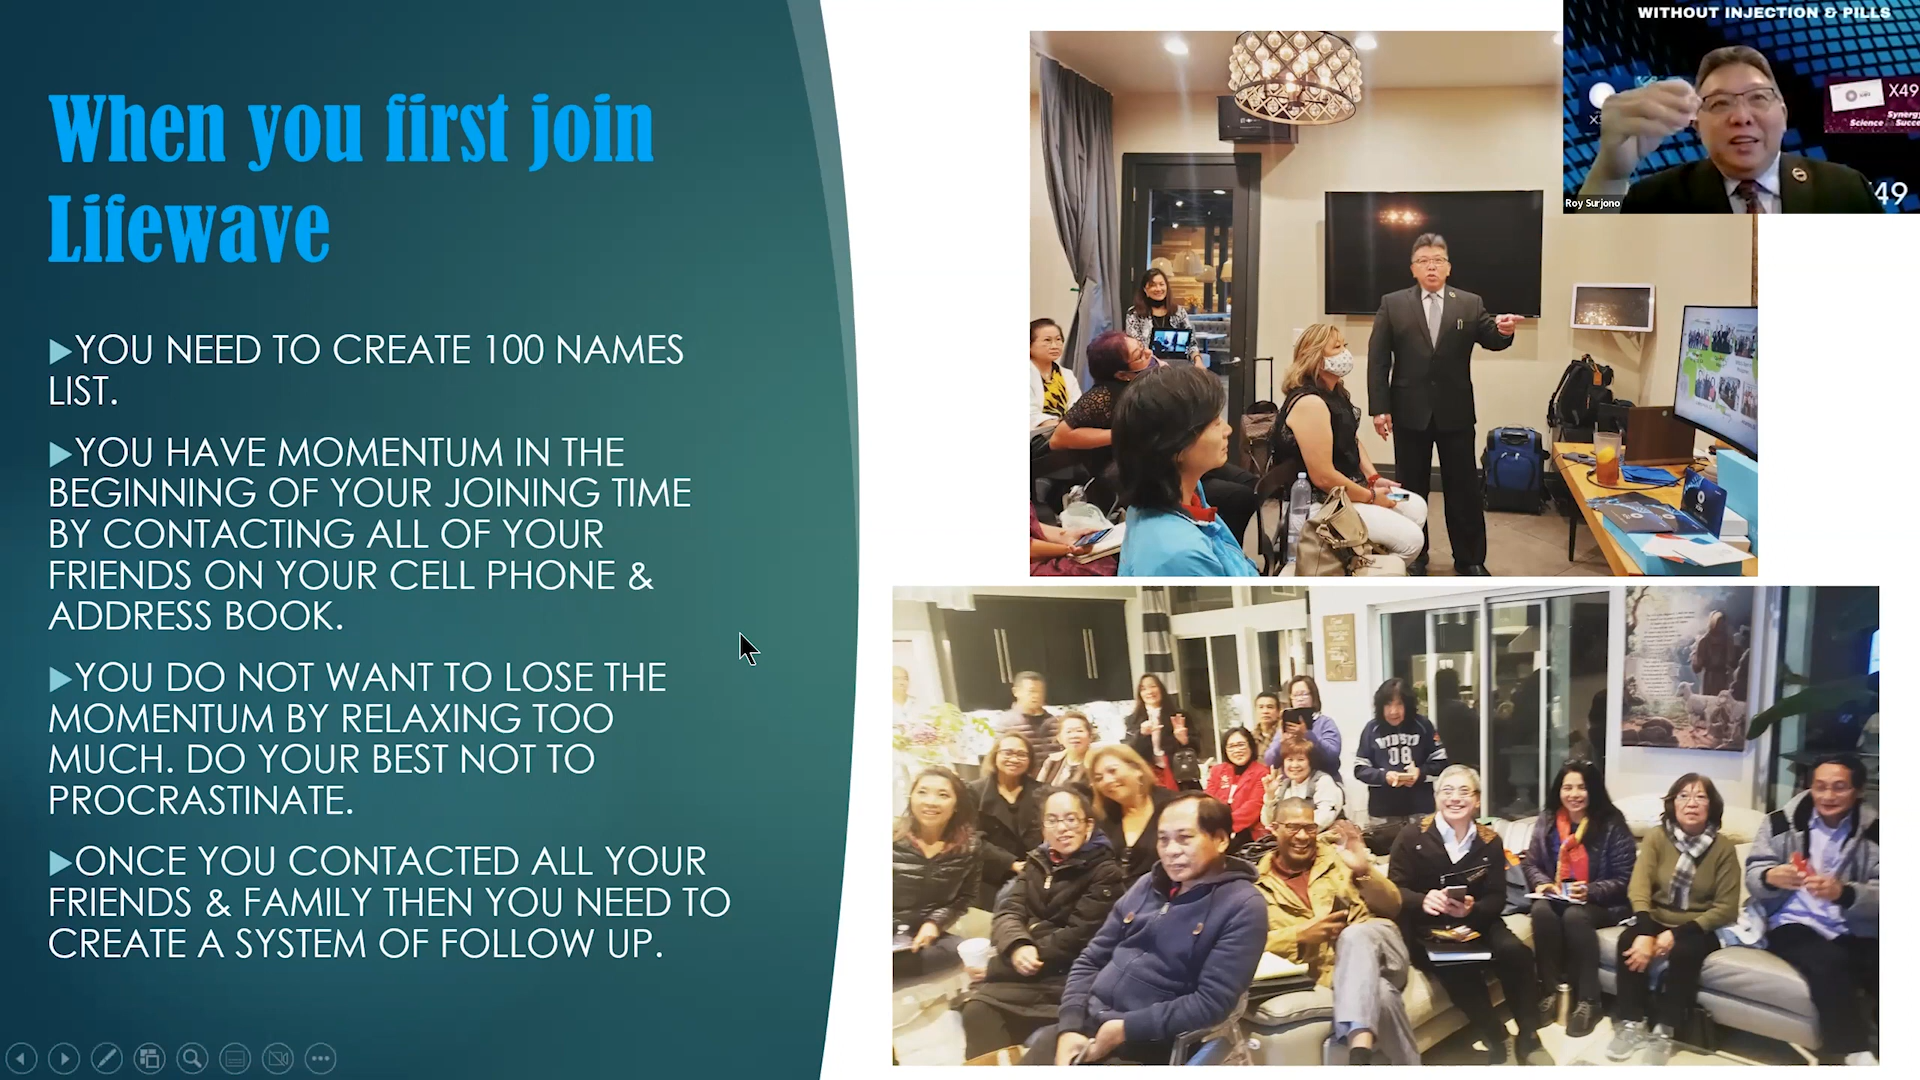 When you first join
Lifewave
YOU NEED TO CREATE 100 NAMES
LIST.
YOU HAVE MOMENTUM IN THE
BEGINNING OF YOUR JOINING TIME
BY CONTACTING ALL OF YOUR
FRIENDS ON YOUR CELL PHONE &
ADDRESS BOOK.
YOU DO NOT WANT TO LOSE THE
MOMENTUM BY RELAXING TOO
MUCH. DO YOUR BEST NOT TO
PROCRASTINATE.
ONCE YOU CONTACTED ALL YOUR
FRIENDS & FAMILY THEN YOU NEED TO
CREATE A SYSTEM OF FOLLOW UP.
WITHOUT INJECTION & PILLS
X49
Synergy
Science
49
Roy Surjono
08